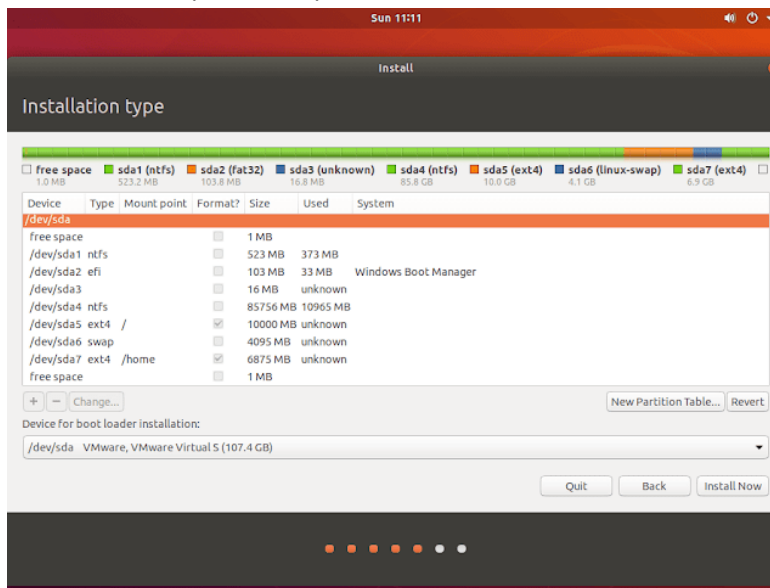 Sun 11:11
Install
Installation type
free space sda1 (ntfs) sda2 (fat32) sda3 (unknown) sda4 (ntfs) sda5 (ext4) sda6 (linux-swap) sda7 (ext4)
1.0 MB 523.2 MB 103.8 MB 16.8 MB 85.8 GB 10.0 GB 4.1 GB 6.9 GB
Device Type Mount point Format? Size Used System
/dev/sda
free space 1 MB
/dev/sda1 ntfs 523 MB 373 MB
/dev/sda2 efi 103 MB 33 MB Windows Boot Manager
/dev/sda3 16 MB unknown
/dev/sda4 ntfs 85756 MB 10965 MB
/dev/sda5 ext4 / 10000 MB unknown
/dev/sda6 swap 4095 MB unknown
/dev/sda7 ext4 /home 6875 MB unknown
free space 1 MB
+ − Change... New Partition Table... Revert
Device for boot loader installation:
/dev/sda VMware, VMware Virtual S (107.4 GB)
Quit Back Install Now